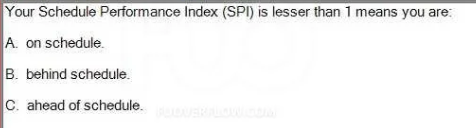 Your Schedule Performance Index (SPI) is lesser than 1 means you are:
A. on schedule.
B. behind schedule.
C. ahead of schedule.